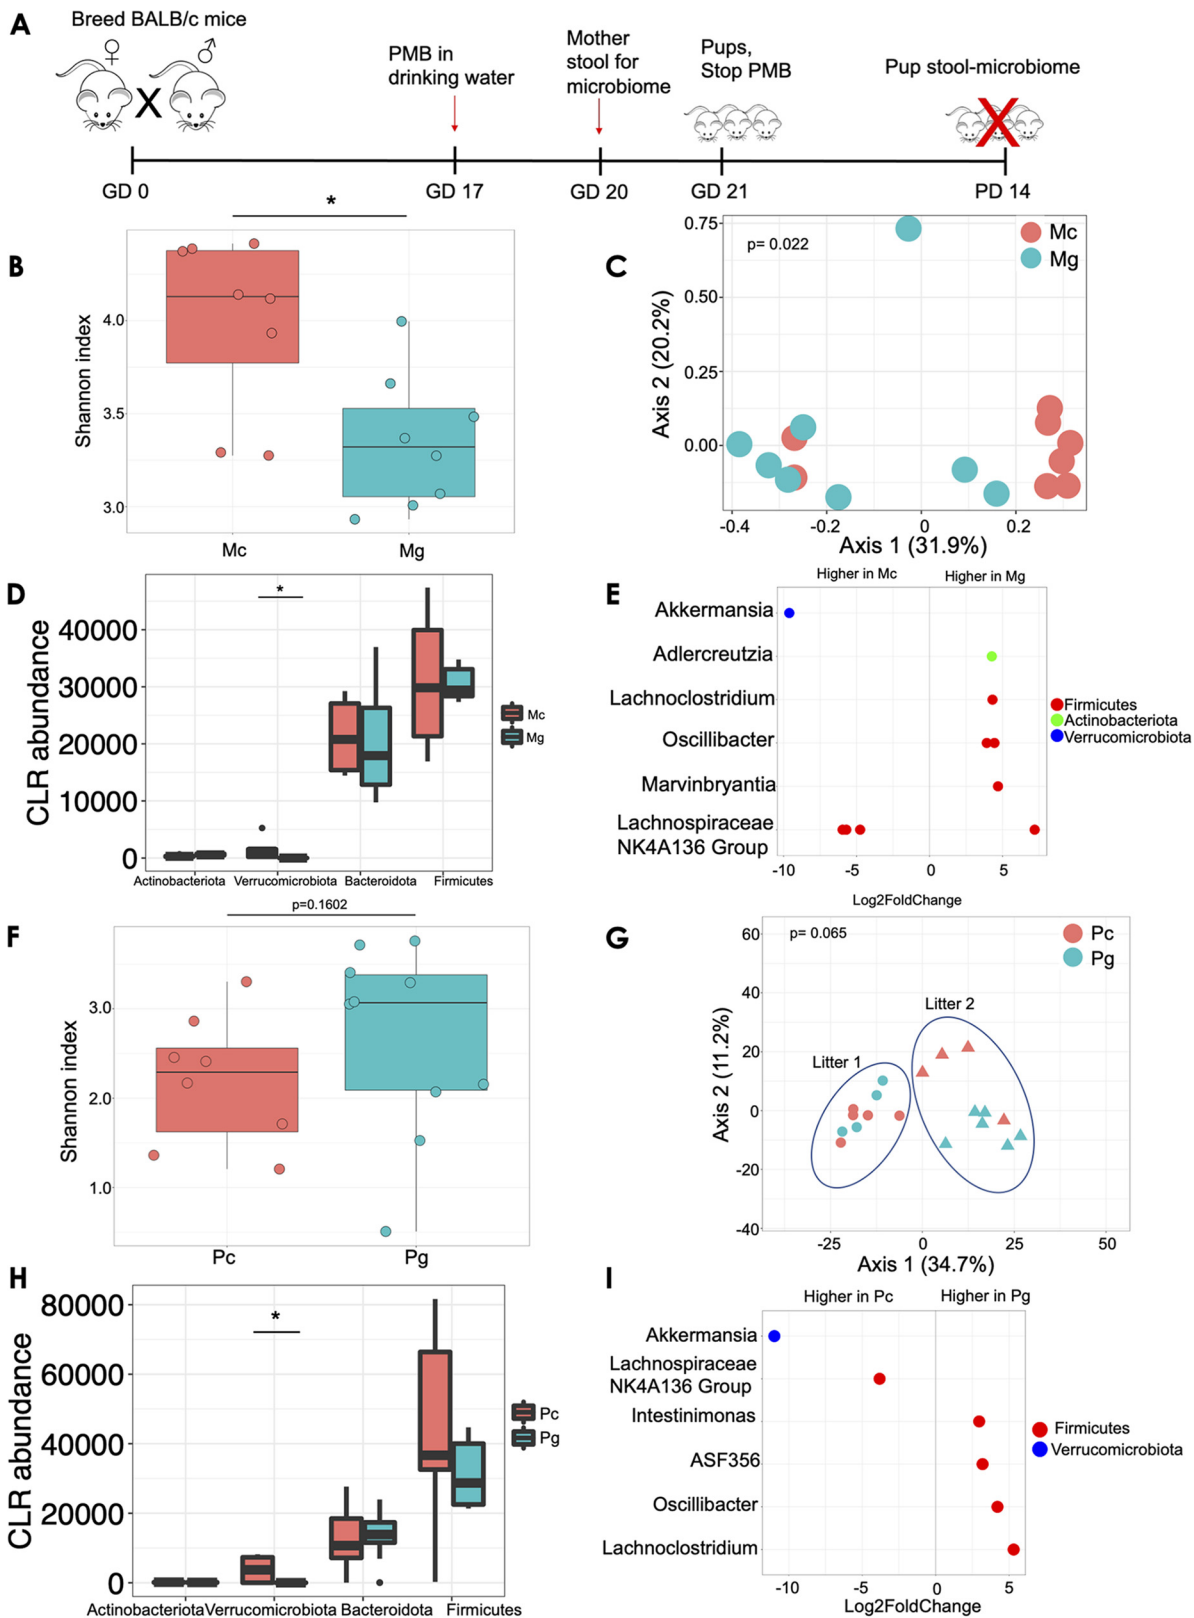 A
Breed BALB/c mice
♀
♂
X
PMB in
drinking water
Mother
stool for
microbiome
Pups,
Stop PMB
Pup stool-microbiome
X
GD 0
GD 17
GD 20
GD 21
PD 14
B
*
Shannon index
4.0
3.5
3.0
Mc
Mg
C
p= 0.022
Mc
Mg
Axis 2 (20.2%)
0.75
0.50
0.25
0.00
-0.4
-0.2
0
0.2
Axis 1 (31.9%)
D
*
CLR abundance
40000
30000
20000
10000
0
Actinobacteriota
Verrucomicrobiota
Bacteroidota
Firmicutes
Mc
Mg
E
Higher in Mc
Higher in Mg
Akkermansia
Adlercreutzia
Lachnoclostridium
Oscillibacter
Marvinbryantia
Lachnospiraceae
NK4A136 Group
-10
-5
0
5
Log2FoldChange
Firmicutes
Actinobacteriota
Verrucomicrobiota
F
p=0.1602
Shannon index
3.0
2.0
1.0
Pc
Pg
G
p= 0.065
Pc
Pg
Litter 2
Litter 1
Axis 2 (11.2%)
60
40
20
0
-20
-40
-25
0
25
50
Axis 1 (34.7%)
H
*
CLR abundance
80000
60000
40000
20000
0
Actinobacteriota
Verrucomicrobiota
Bacteroidota
Firmicutes
Pc
Pg
I
Higher in Pc
Higher in Pg
Akkermansia
Lachnospiraceae
NK4A136 Group
Intestinimonas
ASF356
Oscillibacter
Lachnoclostridium
-10
-5
0
5
Log2FoldChange
Firmicutes
Verrucomicrobiota